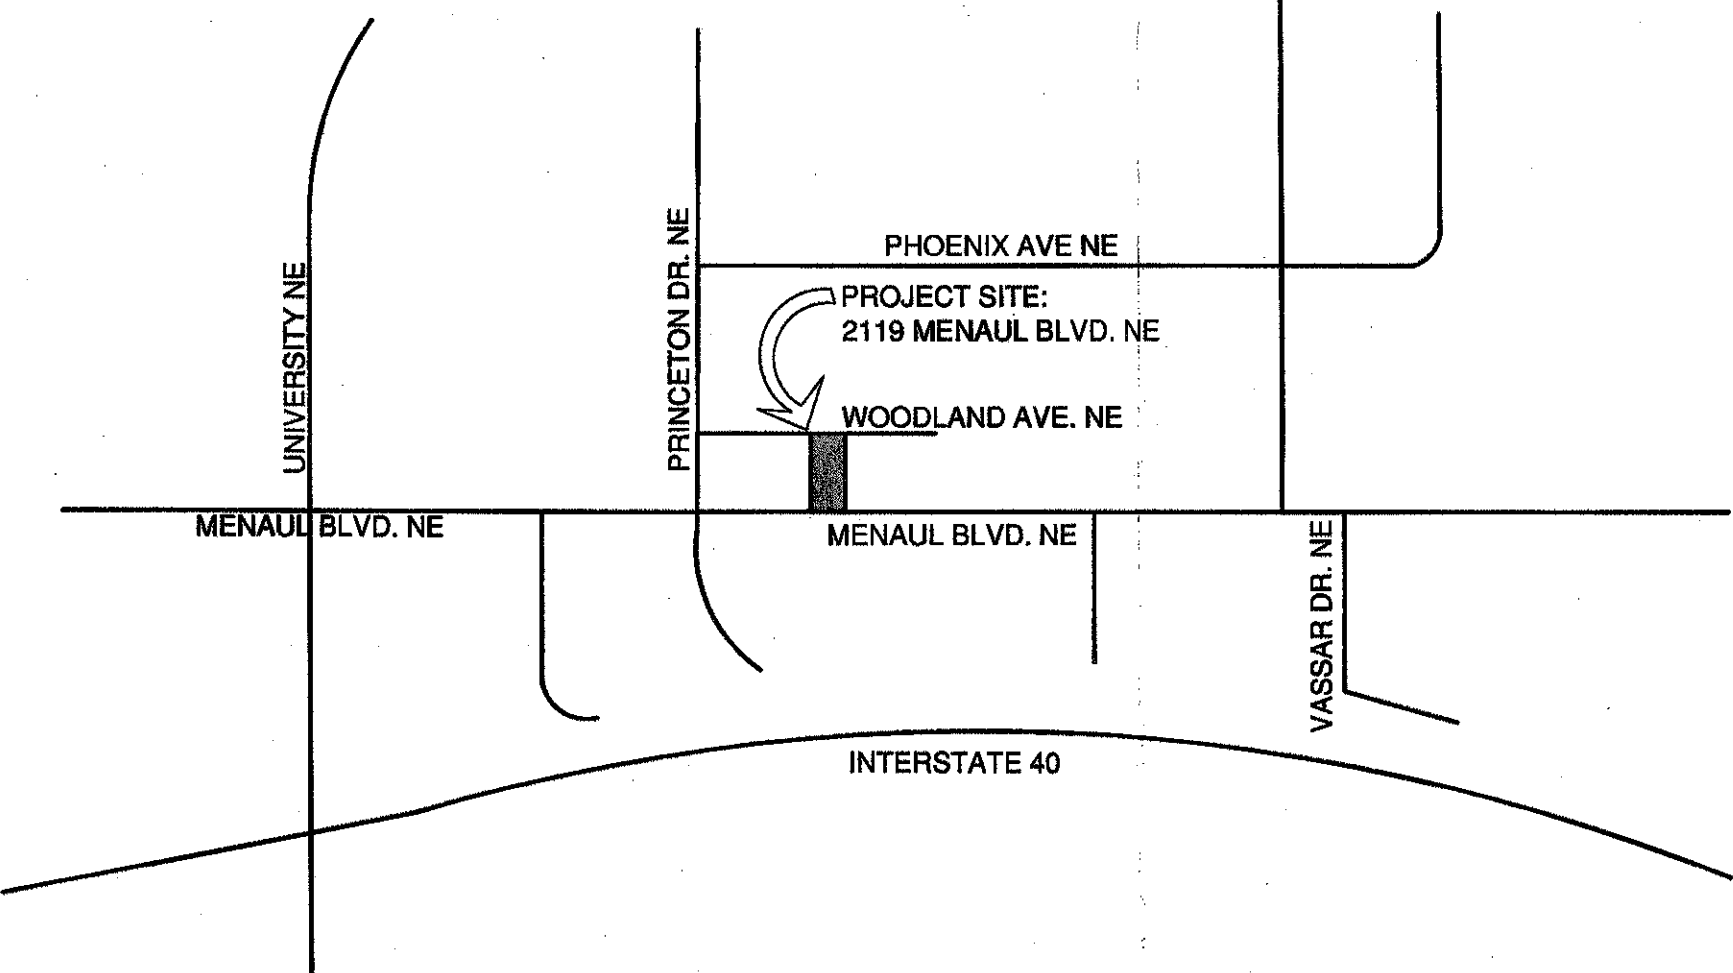 PHOENIX AVE NE
PROJECT SITE:
2119 MENAUL BLVD. NE
UNIVERSITY NE
PRINCETON DR. NE
WOODLAND AVE. NE
MENAUL BLVD. NE
MENAUL BLVD. NE
VASSAR DR. NE
INTERSTATE 40